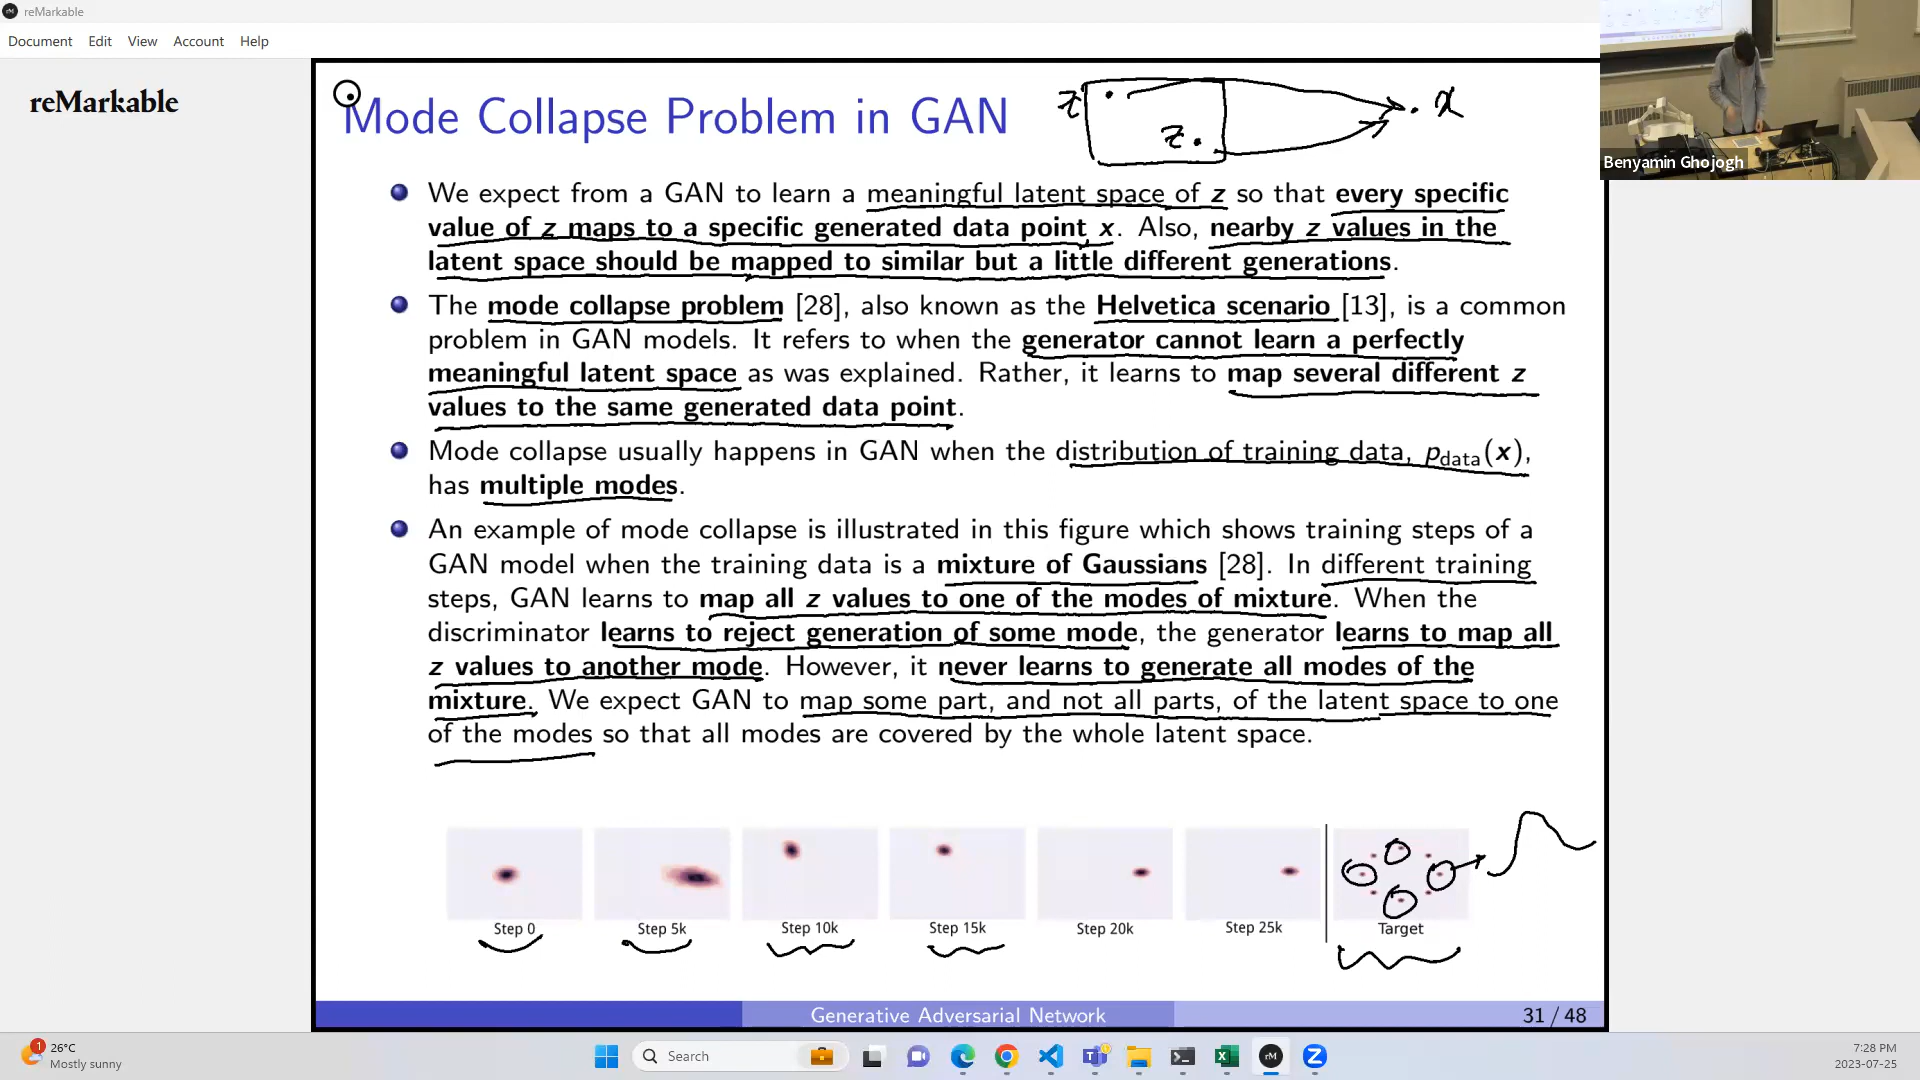 reMarkable
Document Edit View Account Help
reMarkable
Mode Collapse Problem in GAN
z
z
x
We expect from a GAN to learn a meaningful latent space of z so that every specific
value of z maps to a specific generated data point x. Also, nearby z values in the
latent space should be mapped to similar but a little different generations.
The mode collapse problem [28], also known as the Helvetica scenario [13], is a common
problem in GAN models. It refers to when the generator cannot learn a perfectly
meaningful latent space as was explained. Rather, it learns to map several different z
values to the same generated data point.
Mode collapse usually happens in GAN when the distribution of training data, pdata(x),
has multiple modes.
An example of mode collapse is illustrated in this figure which shows training steps of a
GAN model when the training data is a mixture of Gaussians [28]. In different training
steps, GAN learns to map all z values to one of the modes of mixture. When the
discriminator learns to reject generation of some mode, the generator learns to map all
z values to another mode. However, it never learns to generate all modes of the
mixture. We expect GAN to map some part, and not all parts, of the latent space to one
of the modes so that all modes are covered by the whole latent space.
Step 0 Step 5k Step 10k Step 15k Step 20k Step 25k Target
Generative Adversarial Network 31 / 48
Benyamin Ghojogh
1
26°C
Mostly sunny
Search
rM
7:28 PM
2023-07-25